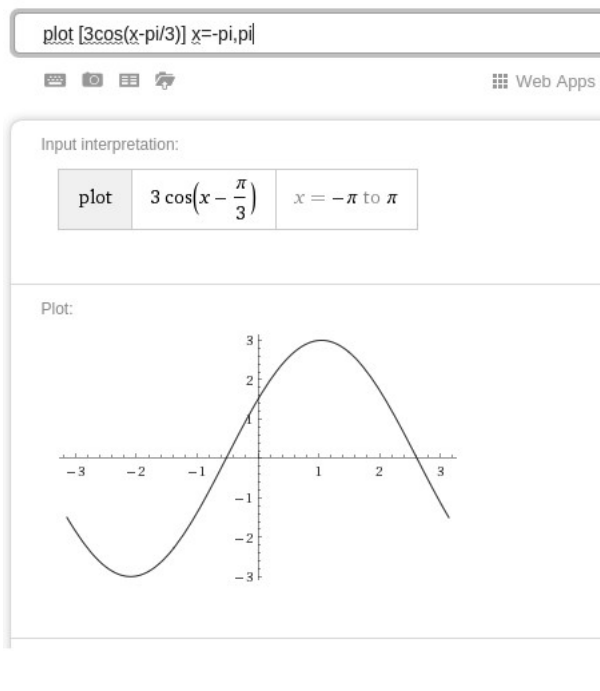 plot [3cos(x-pi/3)] x=-pi,pi
Web Apps
Input interpretation:
plot 3 cos(x − π/3) x = −π to π
Plot:
3
2
1
−3 −2 −1 1 2 3
−1
−2
−3